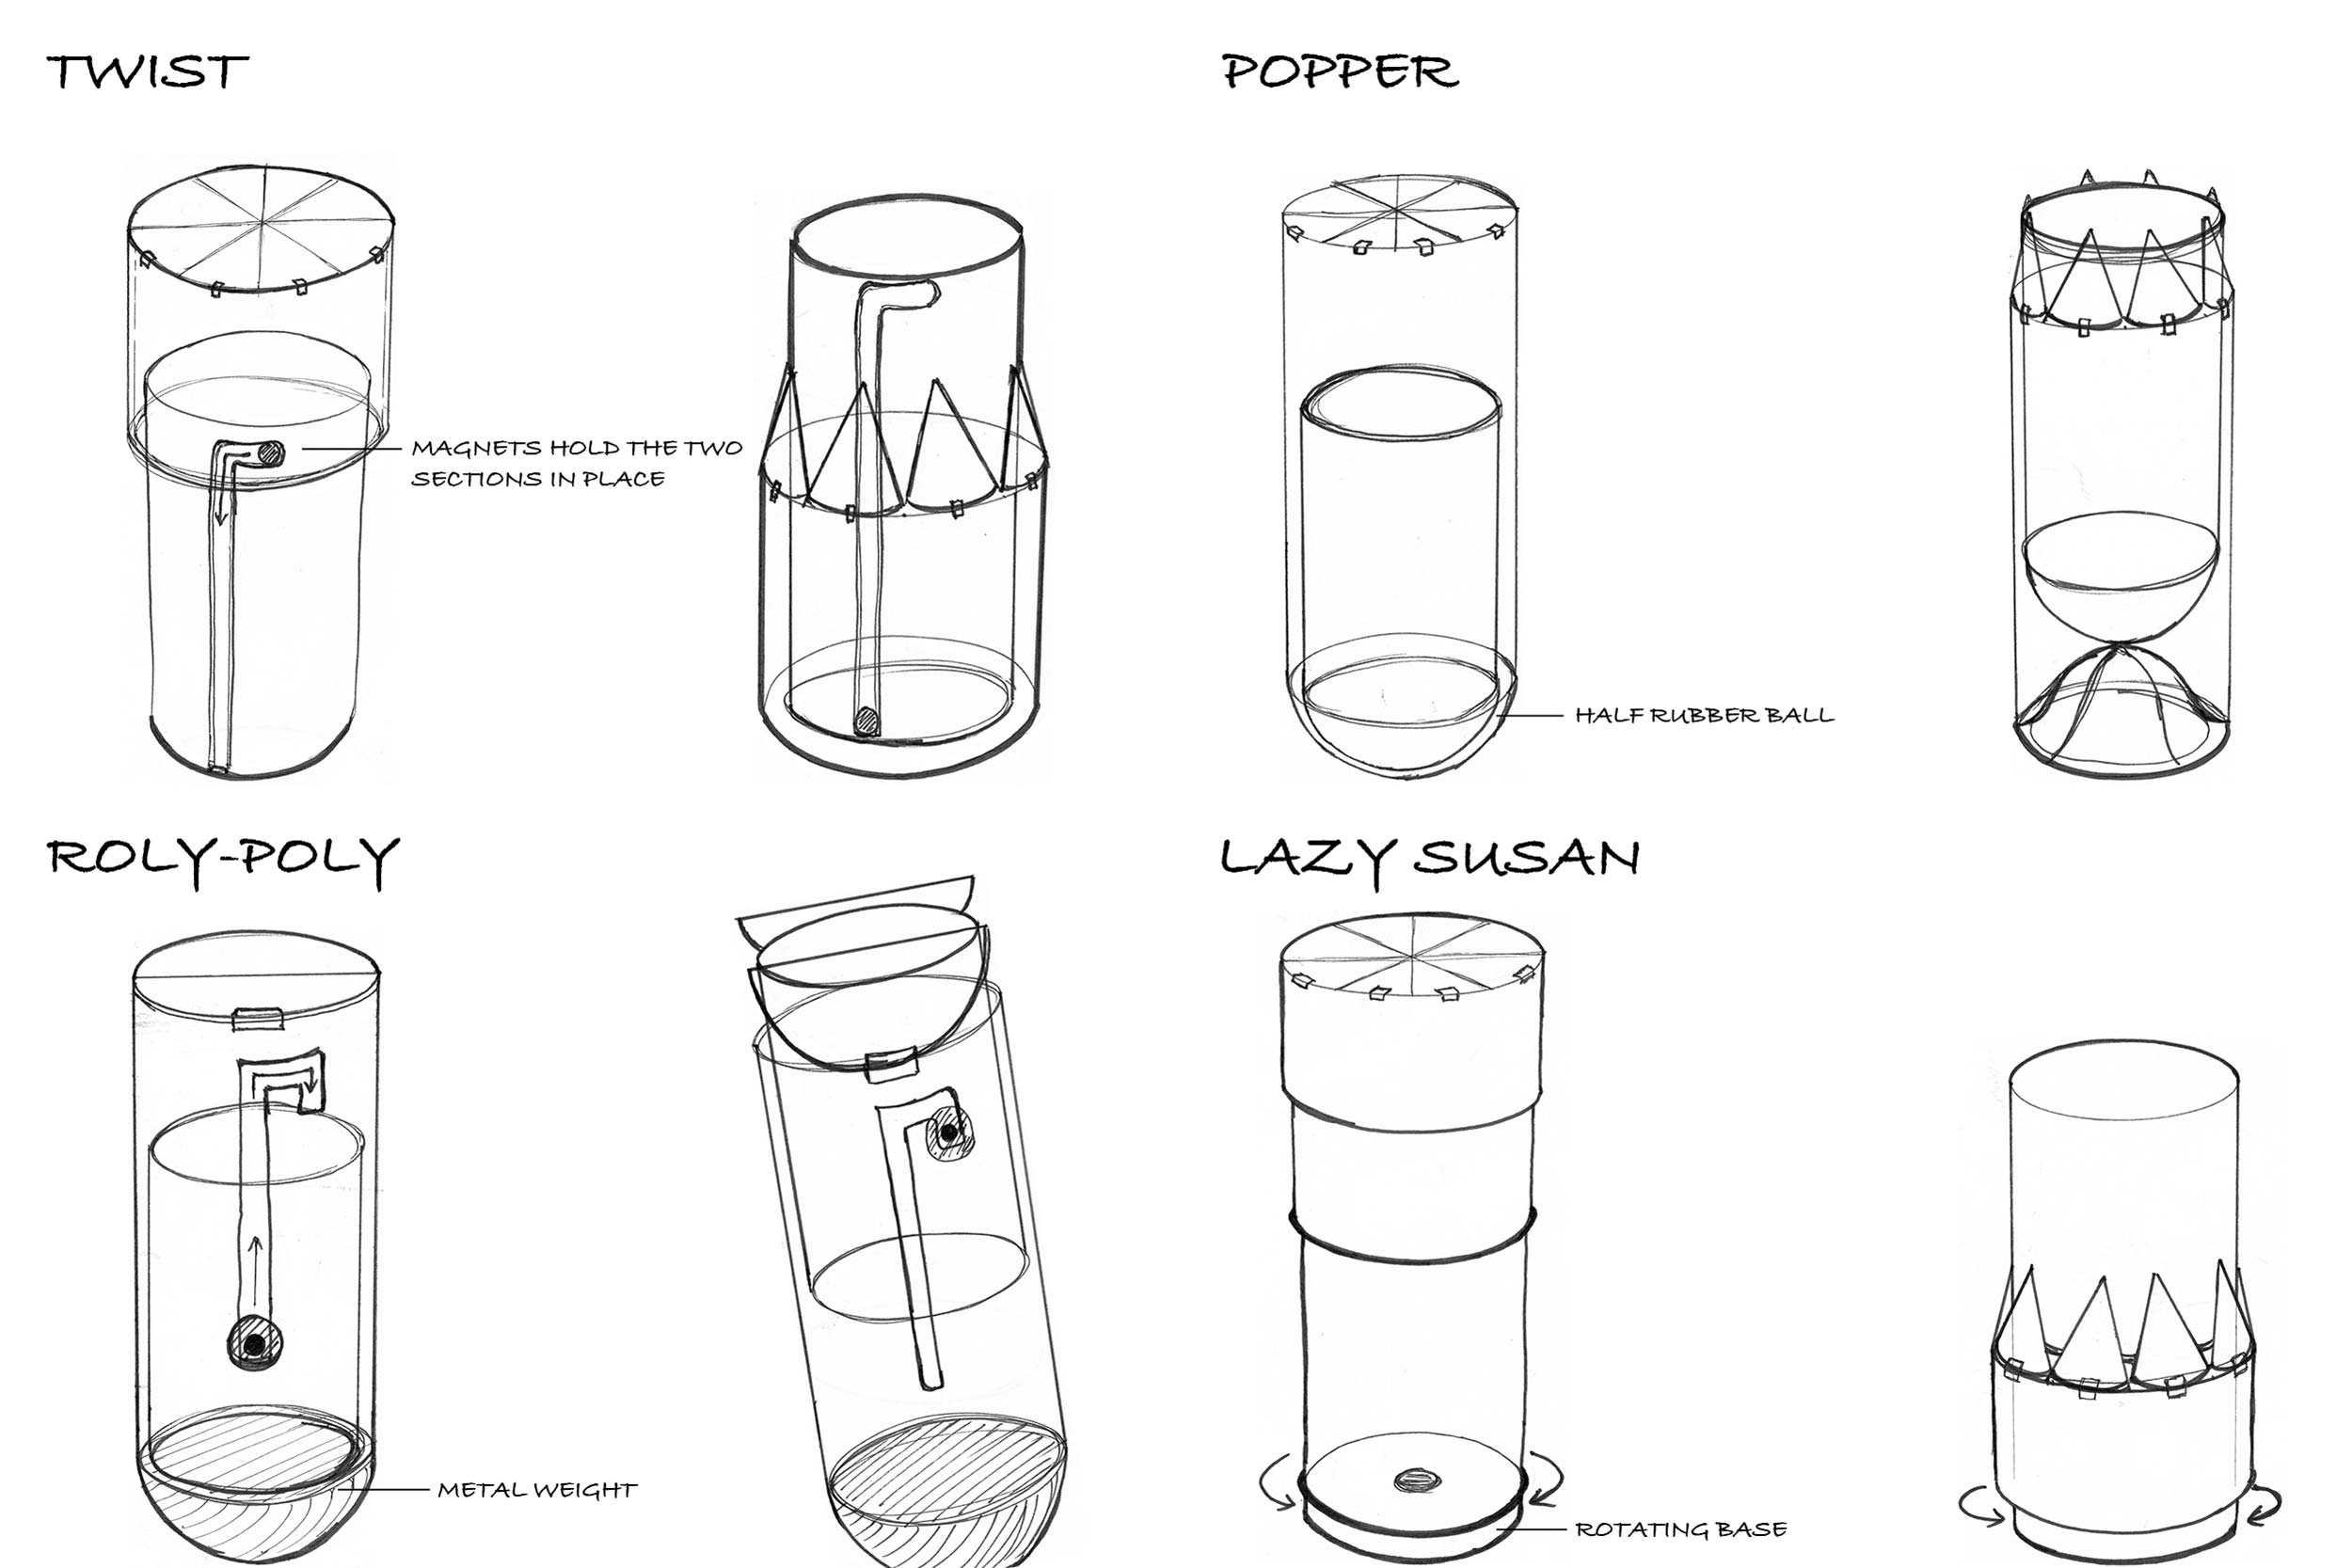 TWIST
POPPER
MAGNETS HOLD THE TWO
SECTIONS IN PLACE
HALF RUBBER BALL
ROLY-POLY
LAZY SUSAN
METAL WEIGHT
ROTATING BASE